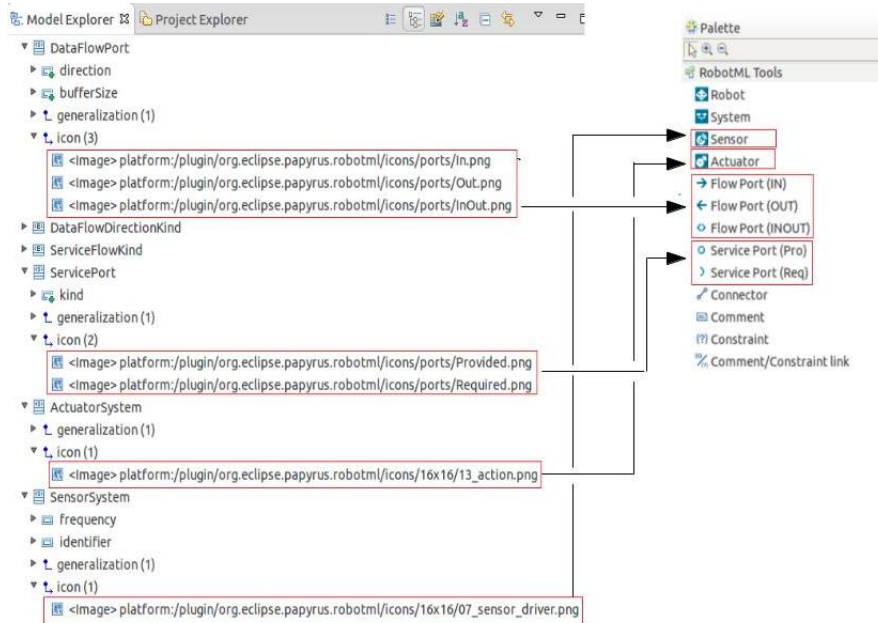 Model Explorer Project Explorer
DataFlowPort
direction
bufferSize
generalization (1)
icon (3)
<Image> platform:/plugin/org.eclipse.papyrus.robotml/icons/ports/In.png
<Image> platform:/plugin/org.eclipse.papyrus.robotml/icons/ports/Out.png
<Image> platform:/plugin/org.eclipse.papyrus.robotml/icons/ports/InOut.png
DataFlowDirectionKind
ServiceFlowKind
ServicePort
kind
generalization (1)
icon (2)
<Image> platform:/plugin/org.eclipse.papyrus.robotml/icons/ports/Provided.png
<Image> platform:/plugin/org.eclipse.papyrus.robotml/icons/ports/Required.png
ActuatorSystem
generalization (1)
icon (1)
<Image> platform:/plugin/org.eclipse.papyrus.robotml/icons/16x16/13_action.png
SensorSystem
frequency
identifier
generalization (1)
icon (1)
<Image> platform:/plugin/org.eclipse.papyrus.robotml/icons/16x16/07_sensor_driver.png
Palette
RobotML Tools
Robot
System
Sensor
Actuator
Flow Port (IN)
Flow Port (OUT)
Flow Port (INOUT)
Service Port (Pro)
Service Port (Req)
Connector
Comment
Constraint
Comment/Constraint link